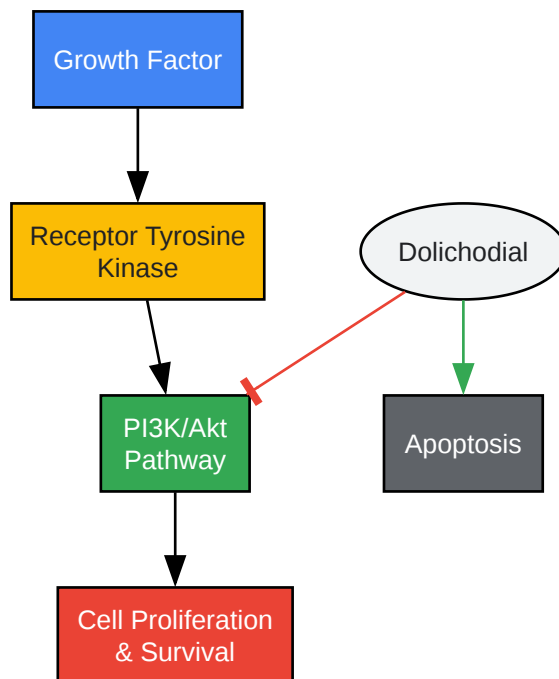 Growth Factor
Receptor Tyrosine
Kinase
Dolichodial
PI3K/Akt
Pathway
Apoptosis
Cell Proliferation
& Survival